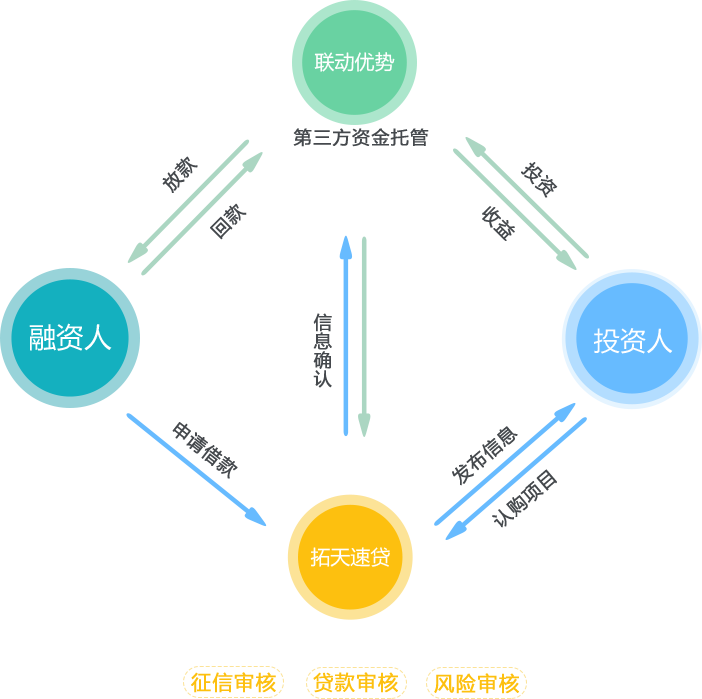 联动优势
第三方资金托管
放款
回款
投资
收益
融资人
信息确认
投资人
申请借款
发布信息
认购项目
拓天速贷
征信审核
贷款审核
风险审核